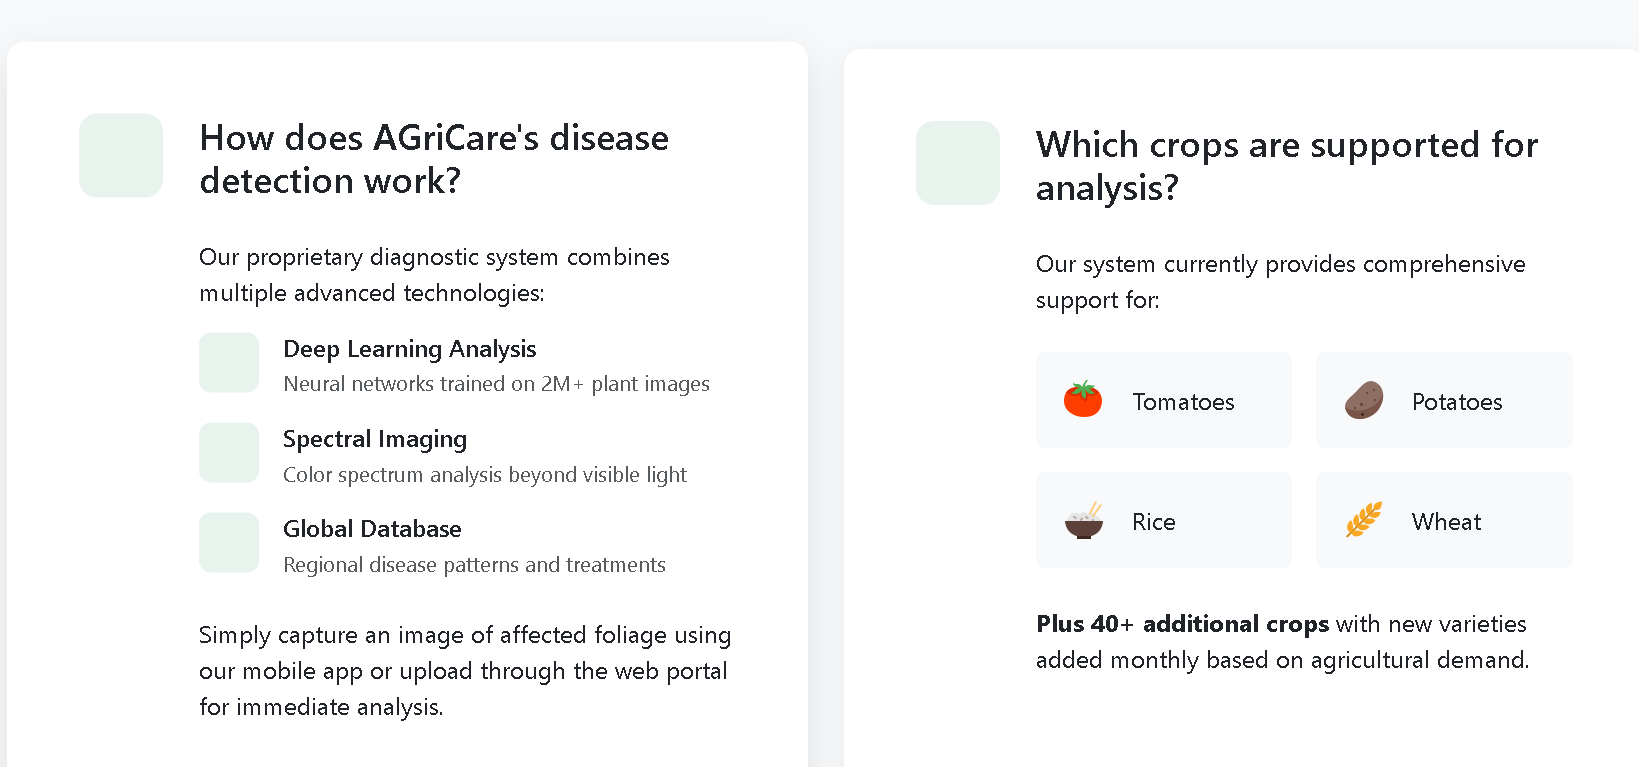 How does AGriCare's disease
detection work?
Our proprietary diagnostic system combines
multiple advanced technologies:
Deep Learning Analysis
Neural networks trained on 2M+ plant images
Spectral Imaging
Color spectrum analysis beyond visible light
Global Database
Regional disease patterns and treatments
Simply capture an image of affected foliage using
our mobile app or upload through the web portal
for immediate analysis.
Which crops are supported for
analysis?
Our system currently provides comprehensive
support for:
Tomatoes
Potatoes
Rice
Wheat
Plus 40+ additional crops with new varieties
added monthly based on agricultural demand.